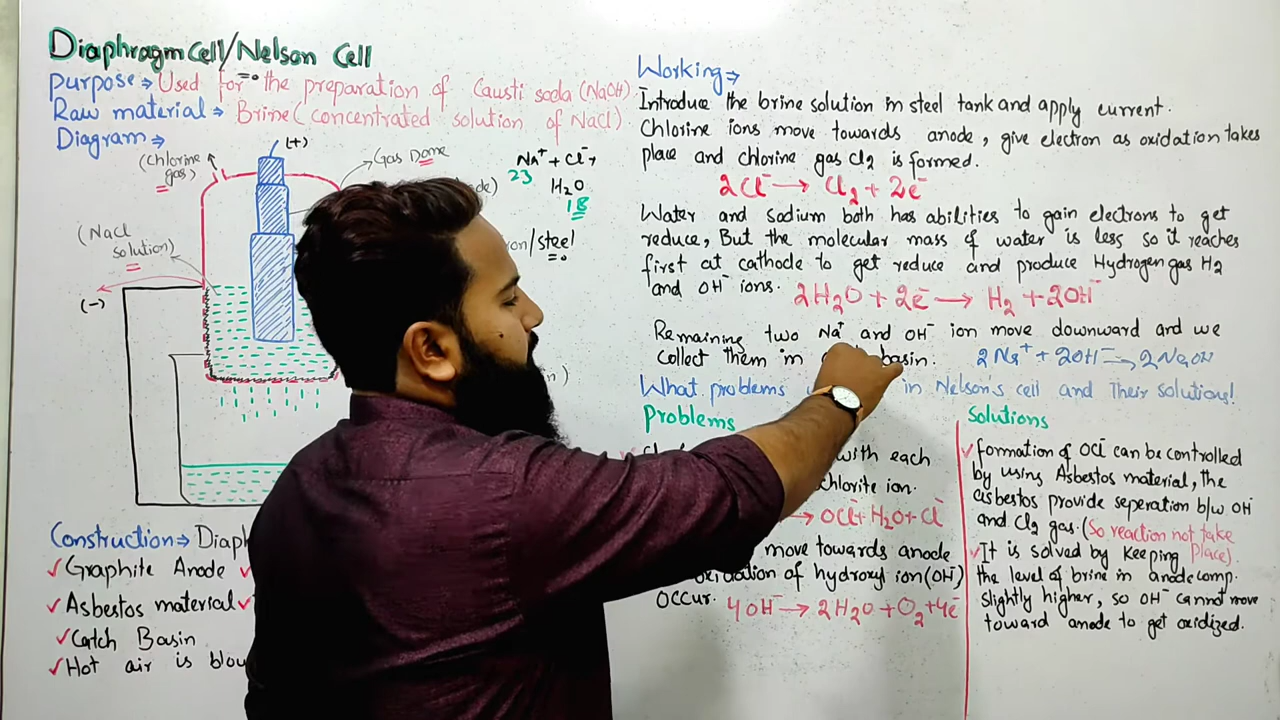 Diaphragm Cell/Nelson Cell
Purpose⇒ Used for the preparation of Causti soda (NaOH)
Raw material⇒ Brine (concentrated solution of NaCl)
Diagram⇒
(+)
(Chlorine gas)
Gas Dome
Na⁺ + Cl⁻,
23
H₂O
18
(NaCl solution)
/steel
(-)
Construction⇒
✓Graphite Anode ✓
✓Asbestos material ✓
✓Catch Basin
✓Hot air is
Working⇒
Introduce the brine solution in steel tank and apply current.
Chlorine ions move towards anode, give electron as oxidation takes
place and chlorine gas Cl₂ is formed.
2Cl⁻ → Cl₂ + 2e⁻
Water and sodium both has abilities to gain electrons to get
reduce, But the molecular mass of water is less so it reaches
first at cathode to get reduce and produce Hydrogen gas H2
and OH⁻ ions. 2H₂O + 2e⁻ → H₂ + 2OH⁻
Remaining two Na⁺ and OH⁻ ion move downward and we
collect them in basin. 2Na⁺ + 2OH⁻ → 2NaOH
What problems in Nelson's cell and Their solutions!
Problems
with each
OCl⁻ + H₂O + Cl⁻
move towards anode
of hydroxyl ion (OH⁻)
occur. 4OH⁻ → 2H₂O + O₂ + 4e⁻
Solutions
✓formation of OCl⁻ can be controlled
by using Asbestos material, the
asbestos provide seperation b/w OH⁻
and Cl₂ gas. (So reaction not take
place).
✓It is solved by keeping
the level of brine in anode comp.
slightly higher, so OH⁻ cannot move
toward anode to get oxidized.